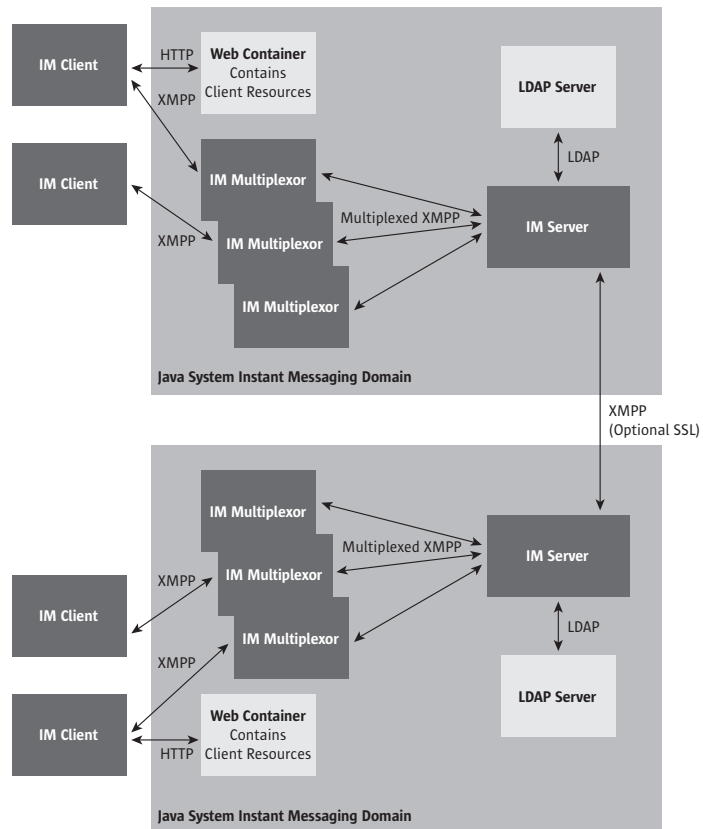 IM Client
HTTP
Web Container
Contains
Client Resources
XMPP
LDAP Server
LDAP
IM Client
XMPP
IM Multiplexor
IM Multiplexor
IM Multiplexor
Multiplexed XMPP
IM Server
Java System Instant Messaging Domain
XMPP
(Optional SSL)
IM Multiplexor
IM Multiplexor
IM Multiplexor
Multiplexed XMPP
IM Server
IM Client
XMPP
XMPP
LDAP
LDAP Server
IM Client
HTTP
Web Container
Contains
Client Resources
Java System Instant Messaging Domain